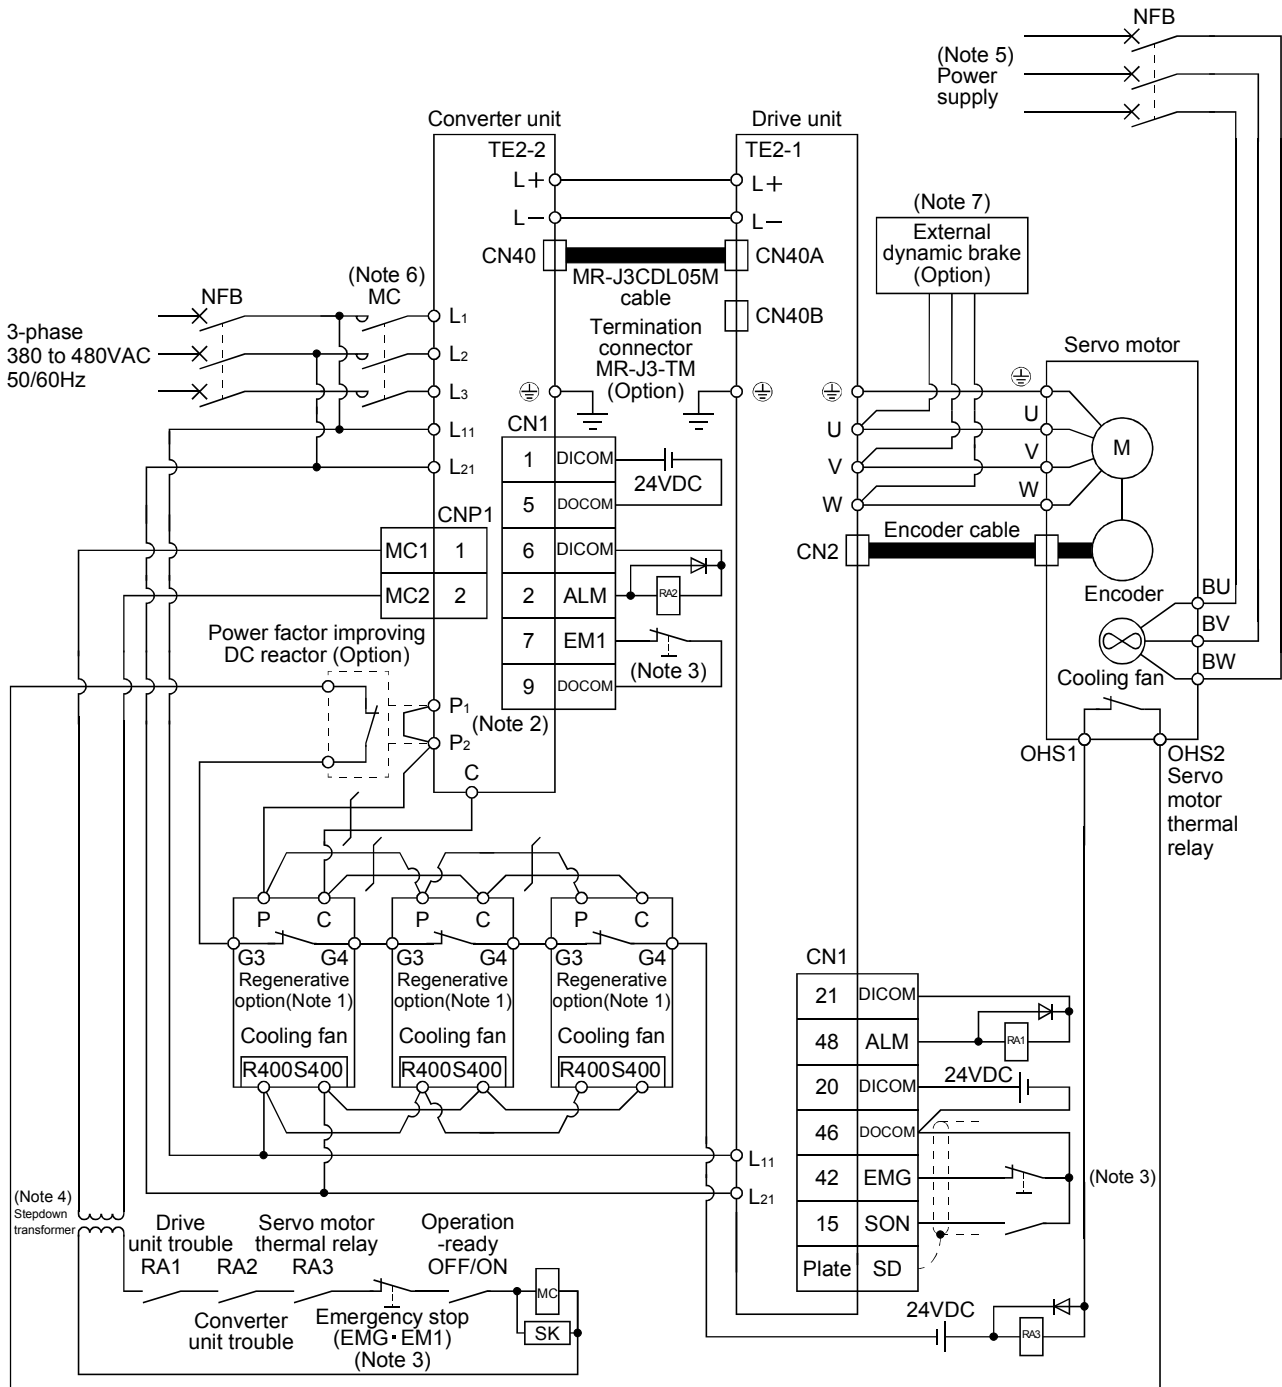 NFB
(Note 5)
Power
supply
Converter unit
Drive unit
TE2-2
TE2-1
L+
L+
L−
L−
CN40
CN40A
MR-J3CDL05M
cable
CN40B
Termination
connector
MR-J3-TM
(Option)
(Note 7)
External
dynamic brake
(Option)
(Note 6)
MC
NFB
3-phase
380 to 480VAC
50/60Hz
L1
L2
L3
L11
L21
Servo motor
U
V
W
U
V
W
M
CN2
Encoder cable
Encoder
BU
BV
BW
Cooling fan
OHS1
OHS2
Servo
motor
thermal
relay
CN1
1 DICOM
24VDC
5 DOCOM
6 DICOM
2 ALM
RA2
7 EM1
(Note 3)
9 DOCOM
(Note 2)
CNP1
MC1 1
MC2 2
Power factor improving
DC reactor (Option)
P1
P2
C
P C
P C
P C
G3 G4
G3 G4
G3 G4
Regenerative
option(Note 1)
Regenerative
option(Note 1)
Regenerative
option(Note 1)
Cooling fan
Cooling fan
Cooling fan
R400S400
R400S400
R400S400
L11
L21
CN1
21 DICOM
48 ALM
RA1
20 DICOM
24VDC
46 DOCOM
42 EMG
(Note 3)
15 SON
Plate SD
(Note 4)
Stepdown
transformer
Drive
unit trouble
RA1
RA2
Converter
unit trouble
Servo motor
thermal relay
RA3
Emergency stop
(EMG･EM1)
(Note 3)
Operation
-ready
OFF/ON
MC
SK
24VDC
RA3